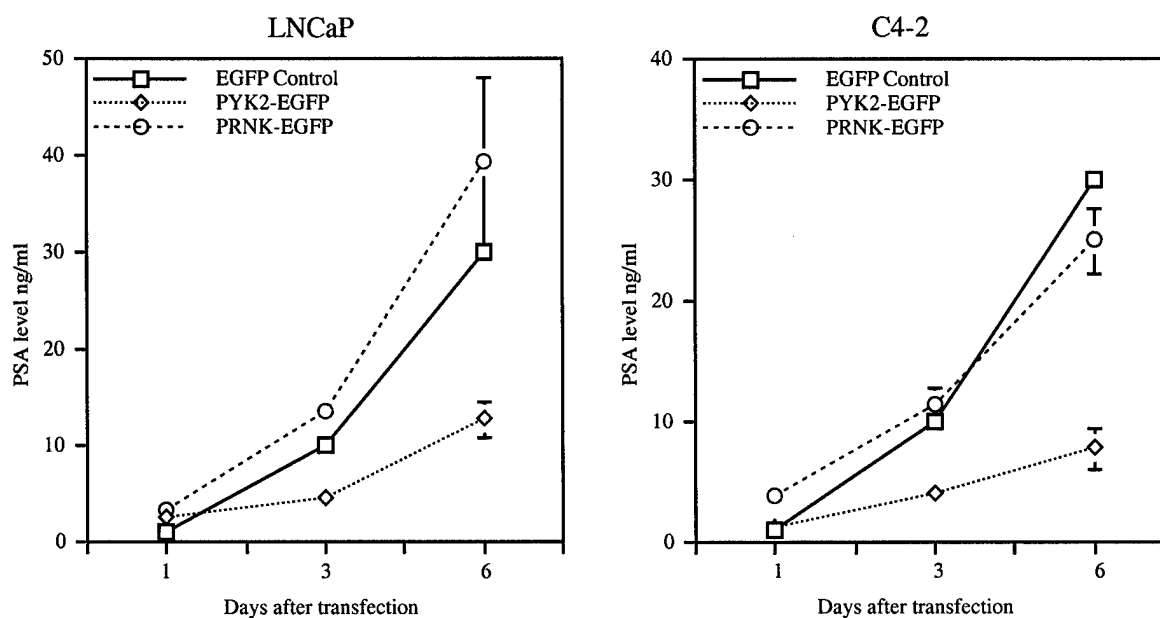 LNCaP
50
EGFP Control
PYK2-EGFP
PRNK-EGFP
40
30
20
10
0
PSA level ng/ml
1 3 6
Days after transfection
C4-2
40
EGFP Control
PYK2-EGFP
PRNK-EGFP
30
20
10
0
PSA level ng/ml
1 3 6
Days after transfection